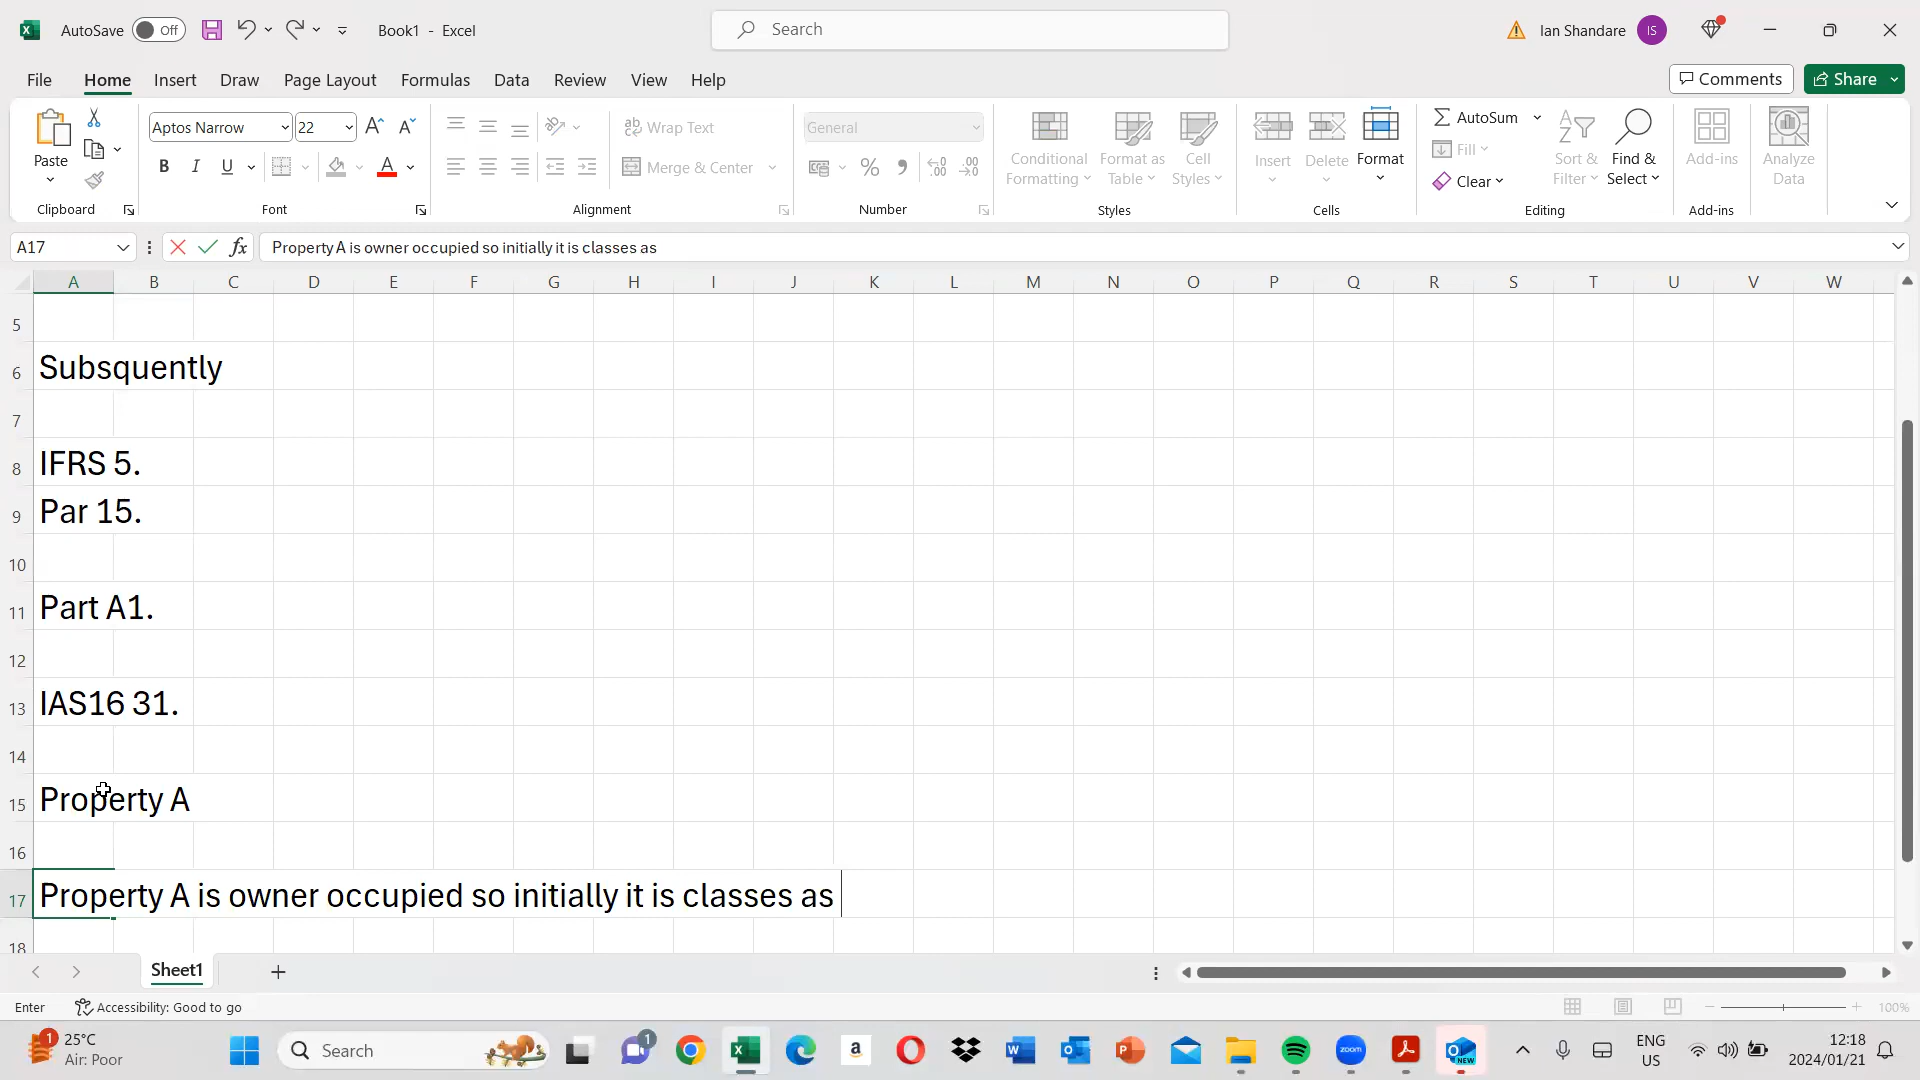 AutoSave Off Book1 - Excel Search Ian Shandare IS
File Home Insert Draw Page Layout Formulas Data Review View Help Comments Share
Aptos Narrow 22 Wrap Text General AutoSum
Paste Conditional Format as Cell Insert Delete Format Fill Sort & Find & Add-ins Analyze
B I U Merge & Center Formatting Table Styles Clear Filter Select Data
Clipboard Font Alignment Number Styles Cells Editing Add-ins
A17 fx Property A is owner occupied so initially it is classes as
A B C D E F G H I J K L M N O P Q R S T U V W
5
6 Subsquently
7
8 IFRS 5.
9 Par 15.
10
11 Part A1.
12
13 IAS16 31.
14
15 Property A
16
17 Property A is owner occupied so initially it is classes as
18
Sheet1
Enter Accessibility: Good to go 100%
1 25°C Search 1 a zoom NEW ENG 12:18
Air: Poor US 2024/01/21